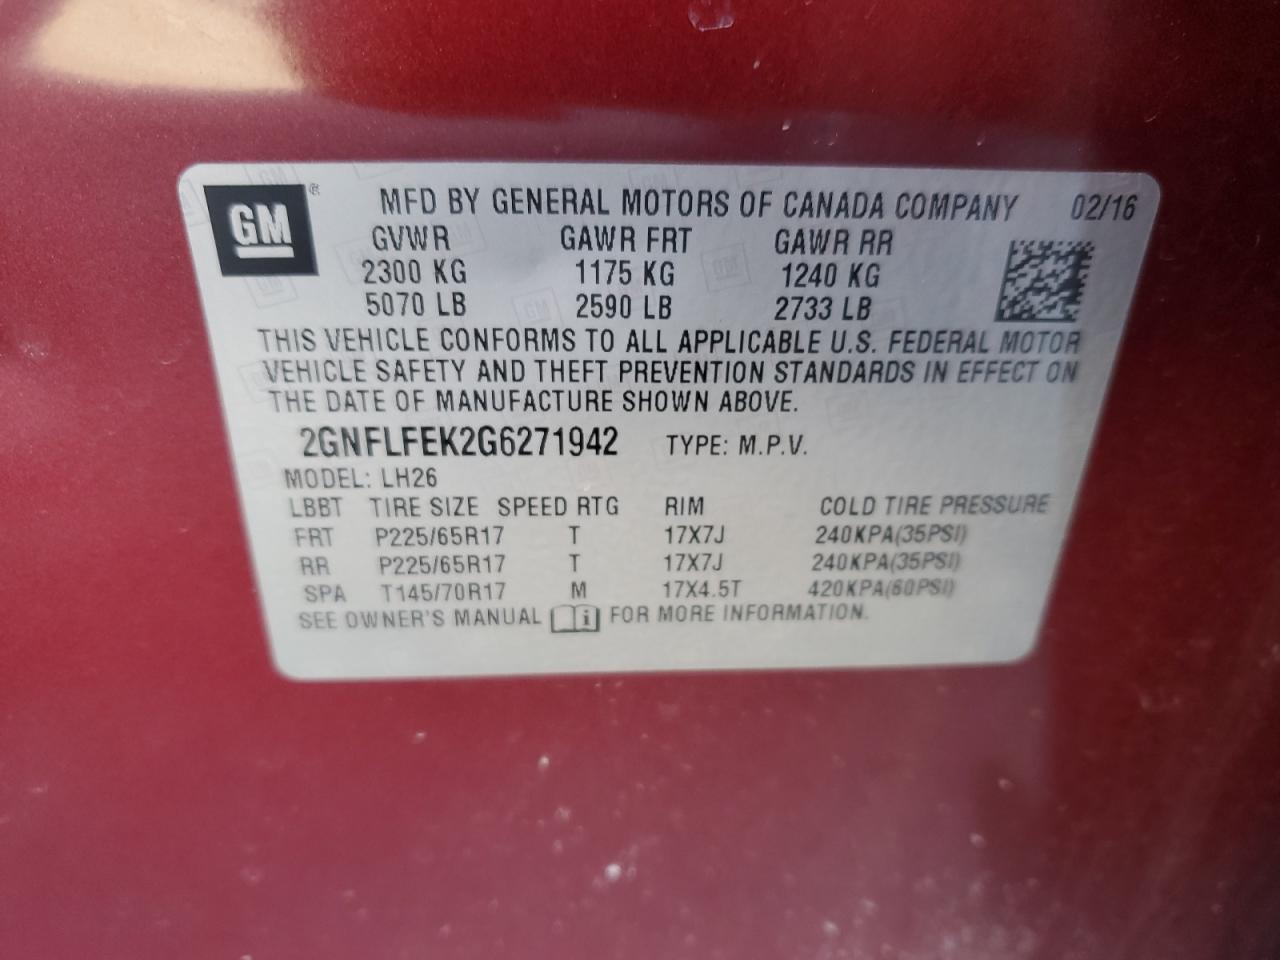 GM ® MFD BY GENERAL MOTORS OF CANADA COMPANY 02/16
GVWR GAWR FRT GAWR RR
2300 KG 1175 KG 1240 KG
5070 LB 2590 LB 2733 LB
THIS VEHICLE CONFORMS TO ALL APPLICABLE U.S. FEDERAL MOTOR
VEHICLE SAFETY AND THEFT PREVENTION STANDARDS IN EFFECT ON
THE DATE OF MANUFACTURE SHOWN ABOVE.
2GNFLFEK2G6271942 TYPE: M.P.V.
MODEL: LH26
LBBT TIRE SIZE SPEED RTG RIM COLD TIRE PRESSURE
FRT P225/65R17 T 17X7J 240KPA(35PSI)
RR P225/65R17 T 17X7J 240KPA(35PSI)
SPA T145/70R17 M 17X4.5T 420KPA(60PSI)
SEE OWNER'S MANUAL i FOR MORE INFORMATION.